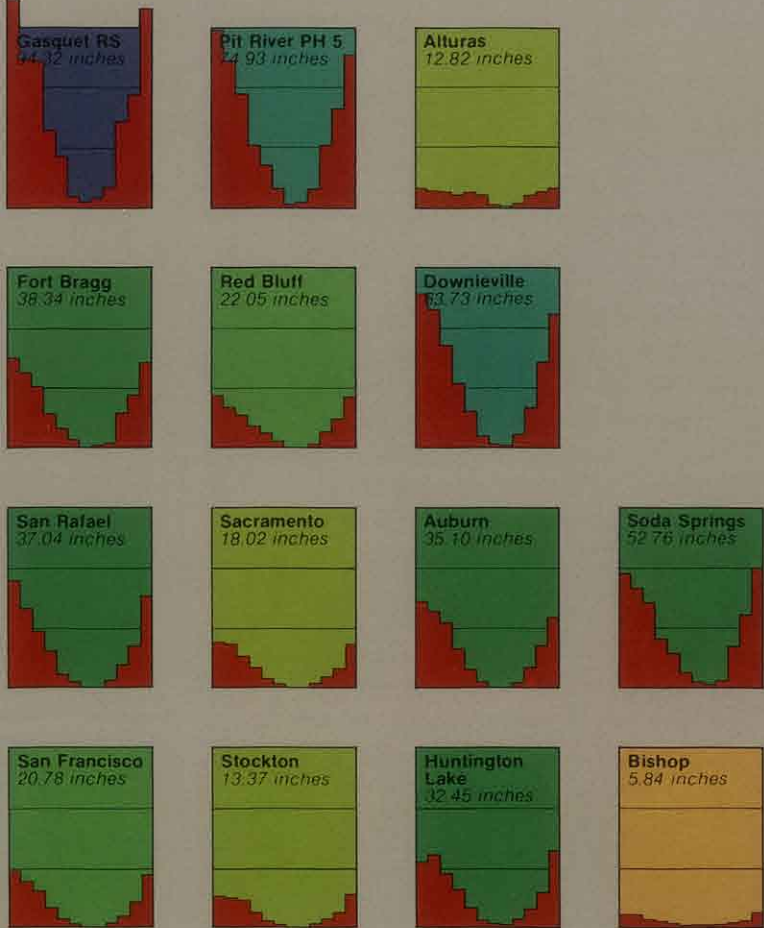 Gasquet RS
94.32 inches
Pit River PH 5
74.93 inches
Alturas
12.82 inches
Fort Bragg
38.34 inches
Red Bluff
22.05 inches
Downieville
63.73 inches
San Rafael
37.04 inches
Sacramento
18.02 inches
Auburn
35.10 inches
Soda Springs
52.76 inches
San Francisco
20.78 inches
Stockton
13.37 inches
Huntington
Lake
32.45 inches
Bishop
5.84 inches